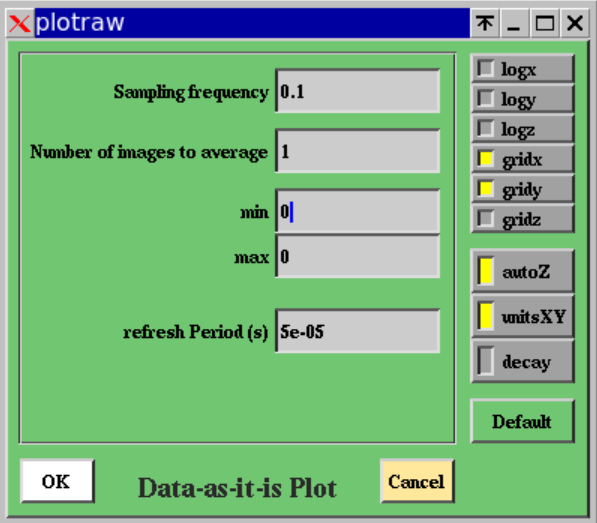 plotraw
Sampling frequency 0.1
Number of images to average 1
min 0
max 0
refresh Period (s) 5e-05
logx
logy
logz
gridx
gridy
gridz
autoZ
unitsXY
decay
Default
OK
Data-as-it-is Plot
Cancel